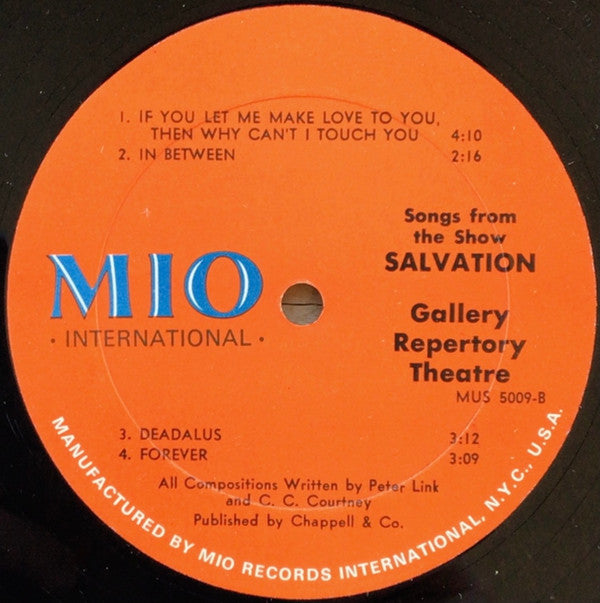 1. IF YOU LET ME MAKE LOVE TO YOU,
THEN WHY CAN'T I TOUCH YOU 4:10
2. IN BETWEEN 2:16
Songs from
the Show
SALVATION
MIO
· INTERNATIONAL ·
Gallery
Repertory
Theatre
MUS 5009-B
3. DEADALUS 3:12
4. FOREVER 3:09
All Compositions Written by Peter Link
and C. C. Courtney
Published by Chappell & Co.
MANUFACTURED BY MIO RECORDS INTERNATIONAL, N.Y.C., U.S.A.